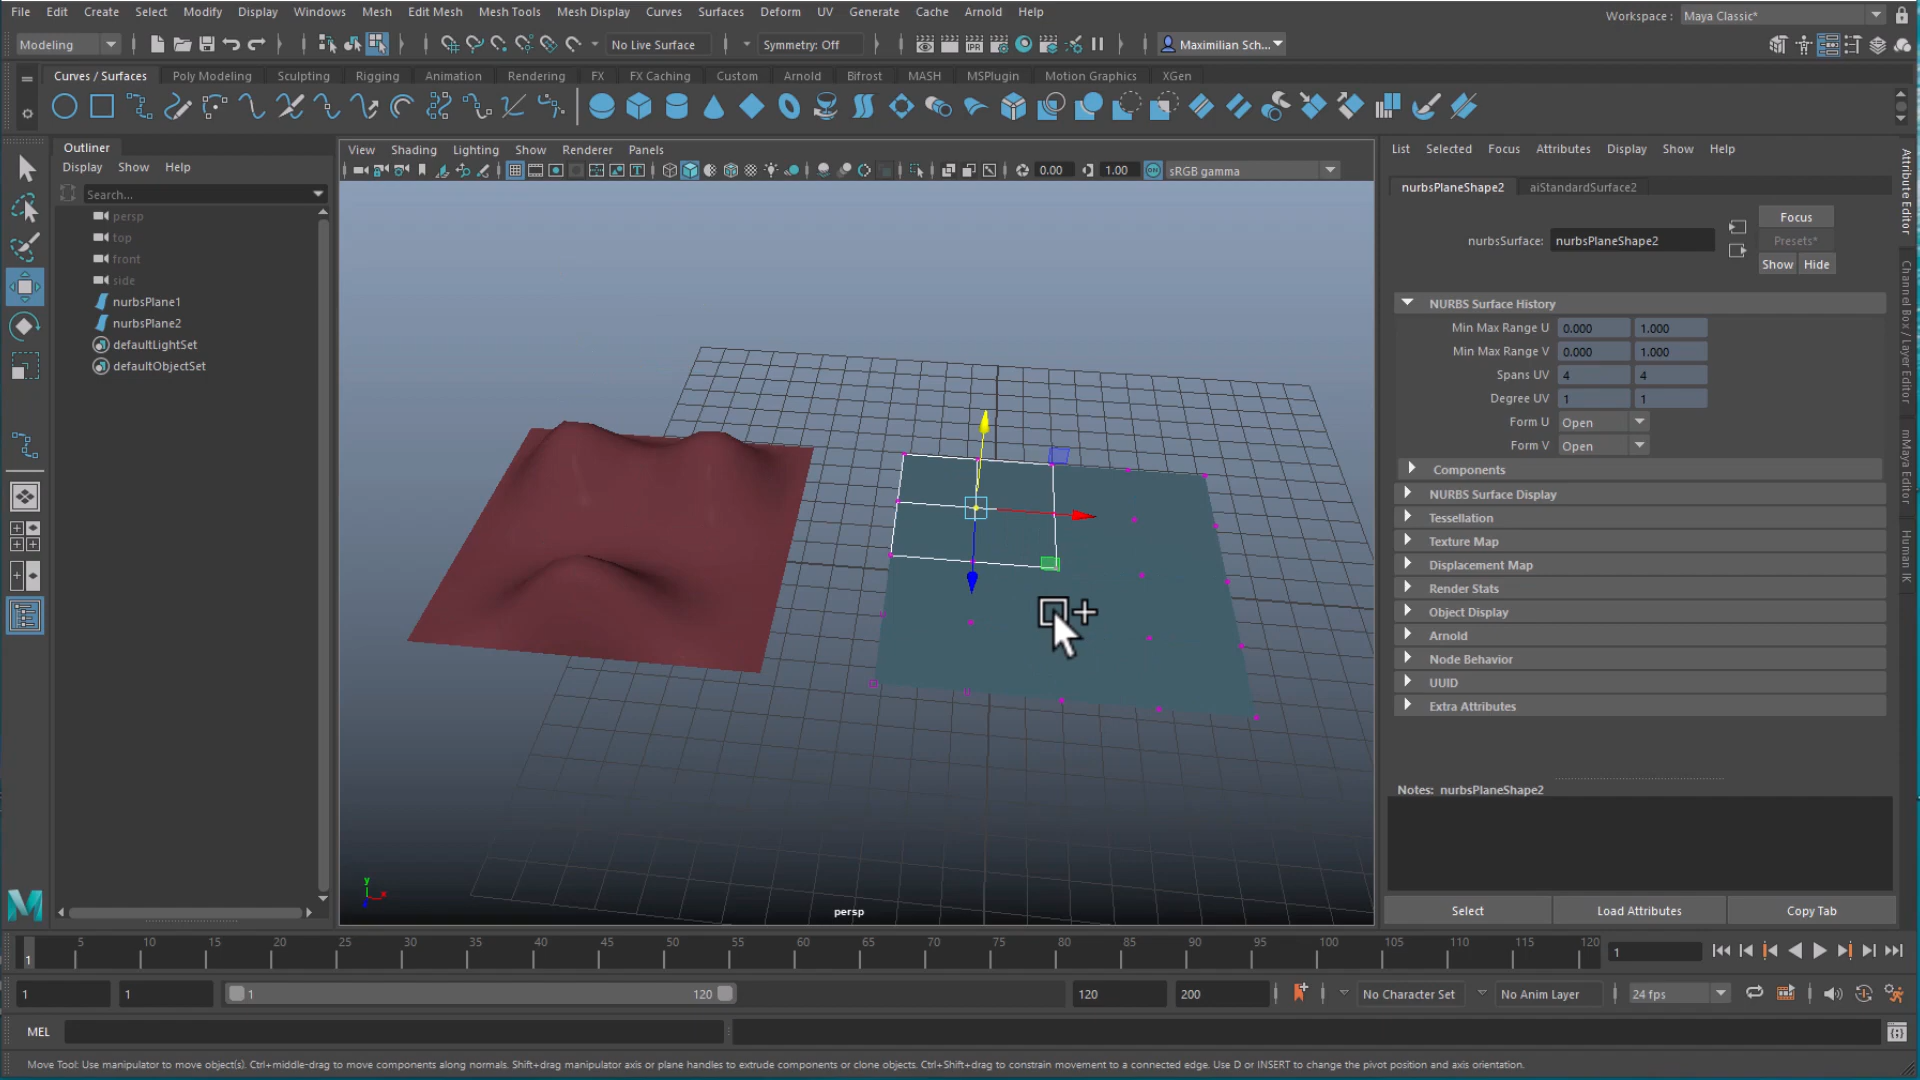 File Edit Create Select Modify Display Windows Mesh Edit Mesh Mesh Tools Mesh Display Curves Surfaces Deform UV Generate Cache Arnold Help
Workspace : Maya Classic*
Modeling No Live Surface Symmetry: Off Maximilian Sch...
Curves / Surfaces Poly Modeling Sculpting Rigging Animation Rendering FX FX Caching Custom Arnold Bifrost MASH MSPlugin Motion Graphics XGen
Outliner
Display Show Help
Search...
persp
top
front
side
nurbsPlane1
nurbsPlane2
defaultLightSet
defaultObjectSet
View Shading Lighting Show Renderer Panels
0.00 1.00 sRGB gamma
y
x
persp
List Selected Focus Attributes Display Show Help
nurbsPlaneShape2 aiStandardSurface2
Focus
nurbsSurface: nurbsPlaneShape2 Presets*
Show Hide
NURBS Surface History
Min Max Range U 0.000 1.000
Min Max Range V 0.000 1.000
Spans UV 4 4
Degree UV 1 1
Form U Open
Form V Open
Components
NURBS Surface Display
Tessellation
Texture Map
Displacement Map
Render Stats
Object Display
Arnold
Node Behavior
UUID
Extra Attributes
Notes: nurbsPlaneShape2
Select Load Attributes Copy Tab
Attribute Editor
Channel Box / Layer Editor
mMaya Editor
Human IK
5 10 15 20 25 30 35 40 45 50 55 60 65 70 75 80 85 90 95 100 105 110 115 120
1 1
1 1 1 120 120 200 No Character Set No Anim Layer 24 fps
MEL
Move Tool: Use manipulator to move object(s). Ctrl+middle-drag to move components along normals. Shift+drag manipulator axis or plane handles to extrude components or clone objects. Ctrl+Shift+drag to constrain movement to a connected edge. Use D or INSERT to change the pivot position and axis orientation.